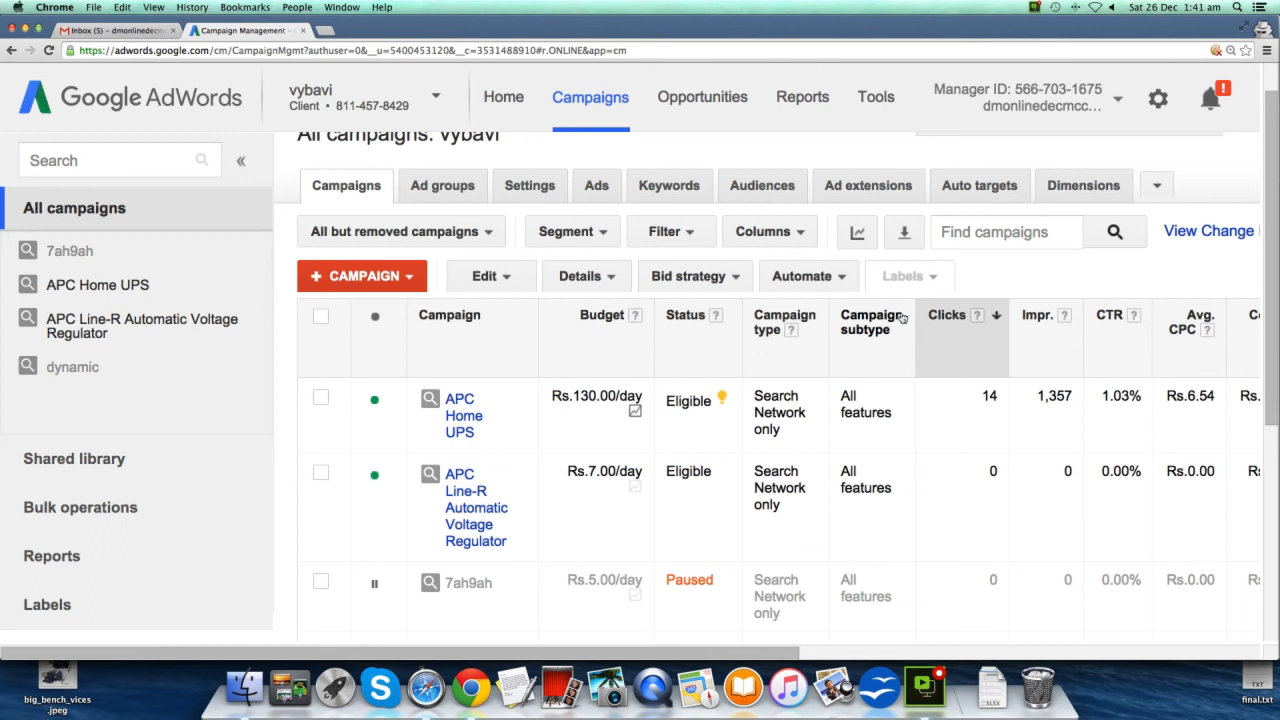 Chrome File Edit View History Bookmarks People Window Help Sat 26 Dec 1:41 am
Inbox (5) - dmonlinedecm Campaign Management -
https://adwords.google.com/cm/CampaignMgmt?authuser=0&__u=5400453120&__c=3531488910#r.ONLINE&app=cm
Google AdWords
vybavi
Client • 811-457-8429
Home Campaigns Opportunities Reports Tools
Manager ID: 566-703-1675
dmonlinedecmcc...
!
All campaigns: vybavi
Search «
Campaigns Ad groups Settings Ads Keywords Audiences Ad extensions Auto targets Dimensions
All campaigns
All but removed campaigns Segment Filter Columns Find campaigns View Change
7ah9ah
+ CAMPAIGN Edit Details Bid strategy Automate Labels
APC Home UPS
APC Line-R Automatic Voltage
Regulator
dynamic
Shared library
Bulk operations
Reports
Labels
Campaign Budget ? Status ? Campaign type ? Campaign subtype Clicks ? Impr. ? CTR ? Avg. CPC ?
APC Home UPS Rs.130.00/day Eligible Search Network only All features 14 1,357 1.03% Rs.6.54 Rs.
APC Line-R Automatic Voltage Regulator Rs.7.00/day Eligible Search Network only All features 0 0 0.00% Rs.0.00
7ah9ah Rs.5.00/day Paused Search Network only All features 0 0 0.00% Rs.0.00
XLSX
TXT
big_bench_vices
.jpeg
final.txt